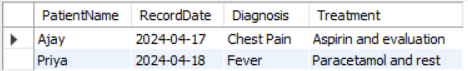 PatientName RecordDate Diagnosis Treatment
Ajay 2024-04-17 Chest Pain Aspirin and evaluation
Priya 2024-04-18 Fever Paracetamol and rest